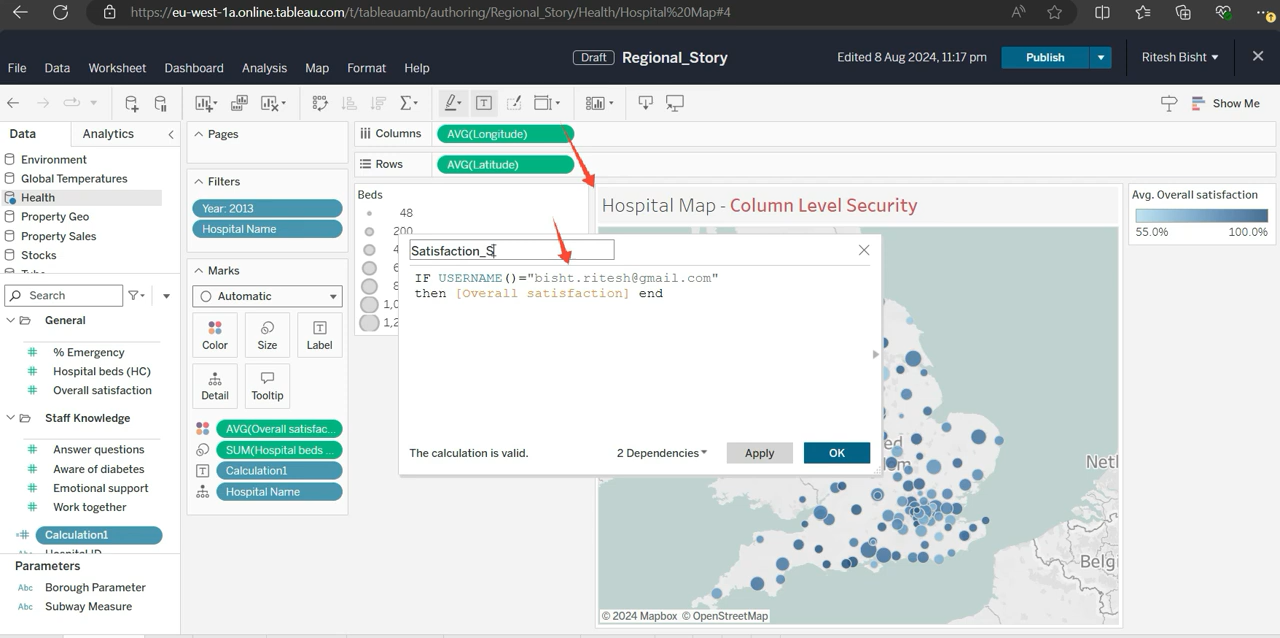 https://eu-west-1a.online.tableau.com/t/tableauamb/authoring/Regional_Story/Health/Hospital%20Map#4
Draft Regional_Story
Edited 8 Aug 2024, 11:17 pm
Publish
Ritesh Bisht
File Data Worksheet Dashboard Analysis Map Format Help
Show Me
Data Analytics
Environment
Global Temperatures
Health
Property Geo
Property Sales
Stocks
Search
General
% Emergency
Hospital beds (HC)
Overall satisfaction
Staff Knowledge
Answer questions
Aware of diabetes
Emotional support
Work together
Calculation1
Parameters
Abc Borough Parameter
Abc Subway Measure
Pages
Filters
Year: 2013
Hospital Name
Marks
Automatic
Color Size Label
Detail Tooltip
AVG(Overall satisfac...
SUM(Hospital beds ...
Calculation1
Hospital Name
Columns AVG(Longitude)
Rows AVG(Latitude)
Beds
48
200
Hospital Map - Column Level Security
Satisfaction_S
IF USERNAME()="bisht.ritesh@gmail.com"
then [Overall satisfaction] end
The calculation is valid.
2 Dependencies
Apply
OK
Avg. Overall satisfaction
55.0% 100.0%
© 2024 Mapbox © OpenStreetMap